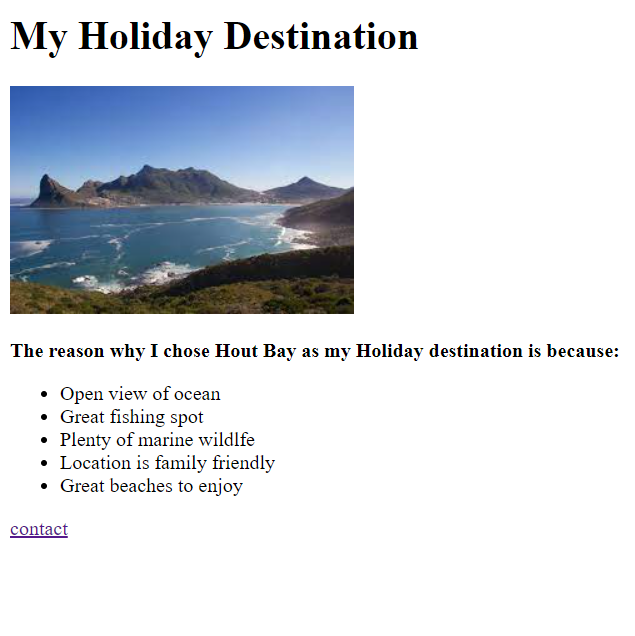 My Holiday Destination
The reason why I chose Hout Bay as my Holiday destination is because:
Open view of ocean
Great fishing spot
Plenty of marine wildlfe
Location is family friendly
Great beaches to enjoy
contact